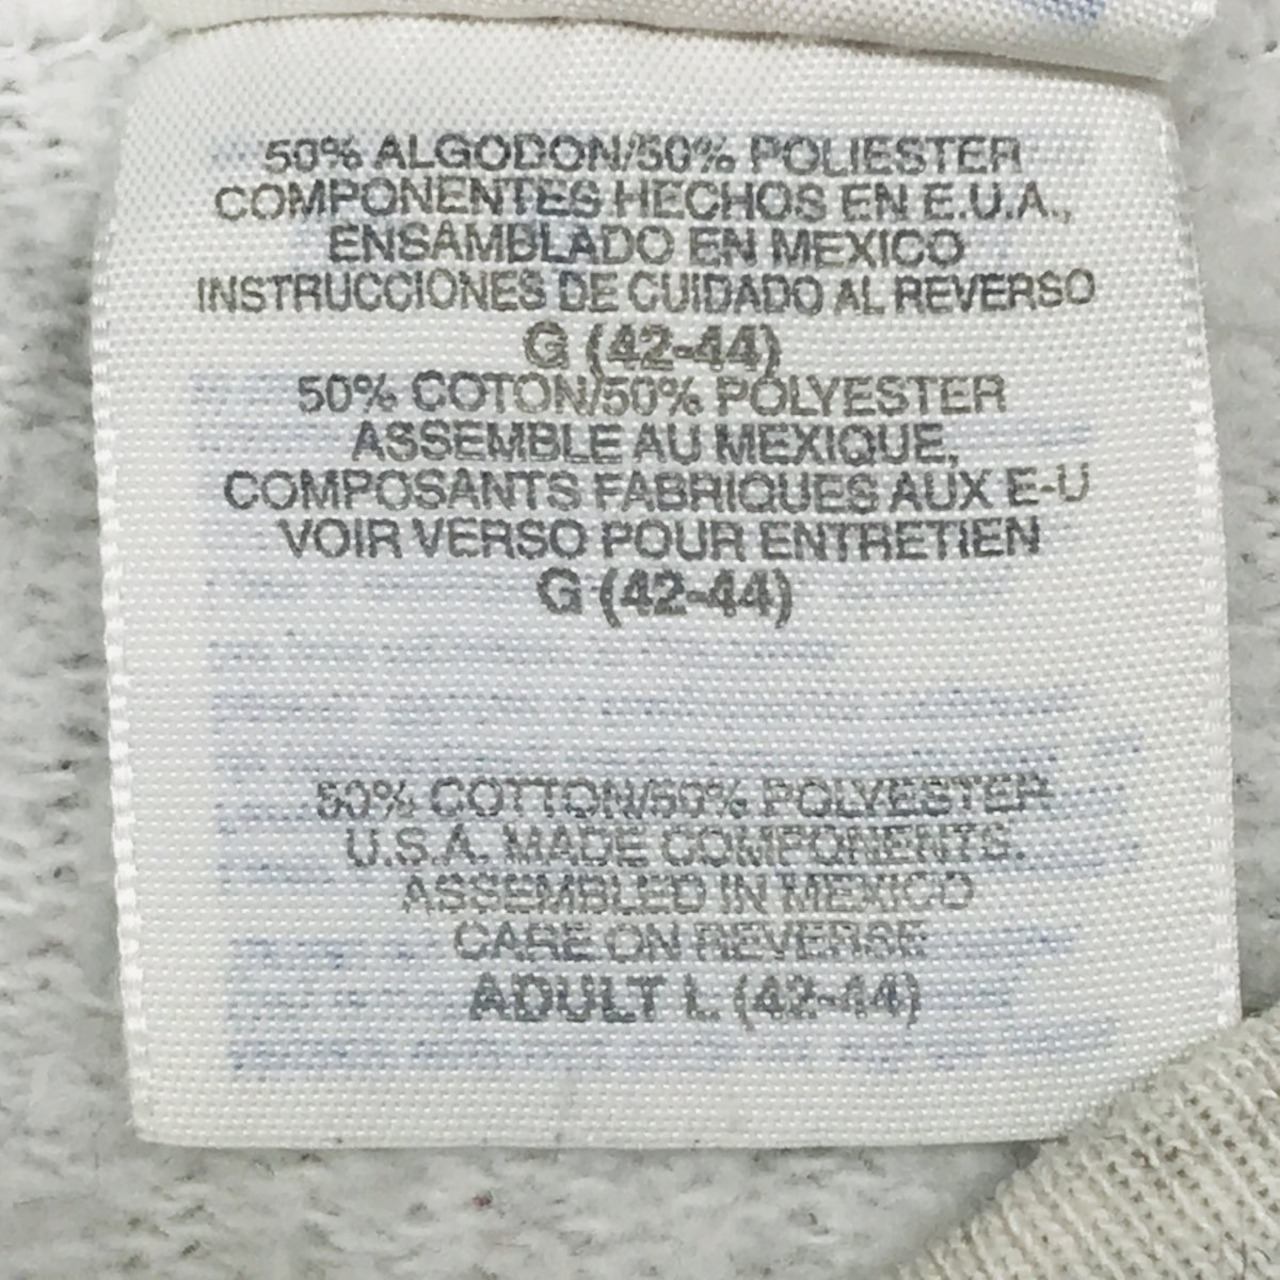 50% ALGODON/50% POLIESTER
COMPONENTES HECHOS EN E.U.A.,
ENSAMBLADO EN MEXICO
INSTRUCCIONES DE CUIDADO AL REVERSO
G (42-44)
50% COTON/50% POLYESTER
ASSEMBLE AU MEXIQUE,
COMPOSANTS FABRIQUES AUX E-U
VOIR VERSO POUR ENTRETIEN
G (42-44)
50% COTTON/50% POLYESTER
U.S.A. MADE COMPONENTS.
ASSEMBLED IN MEXICO
CARE ON REVERSE
ADULT L (42-44)